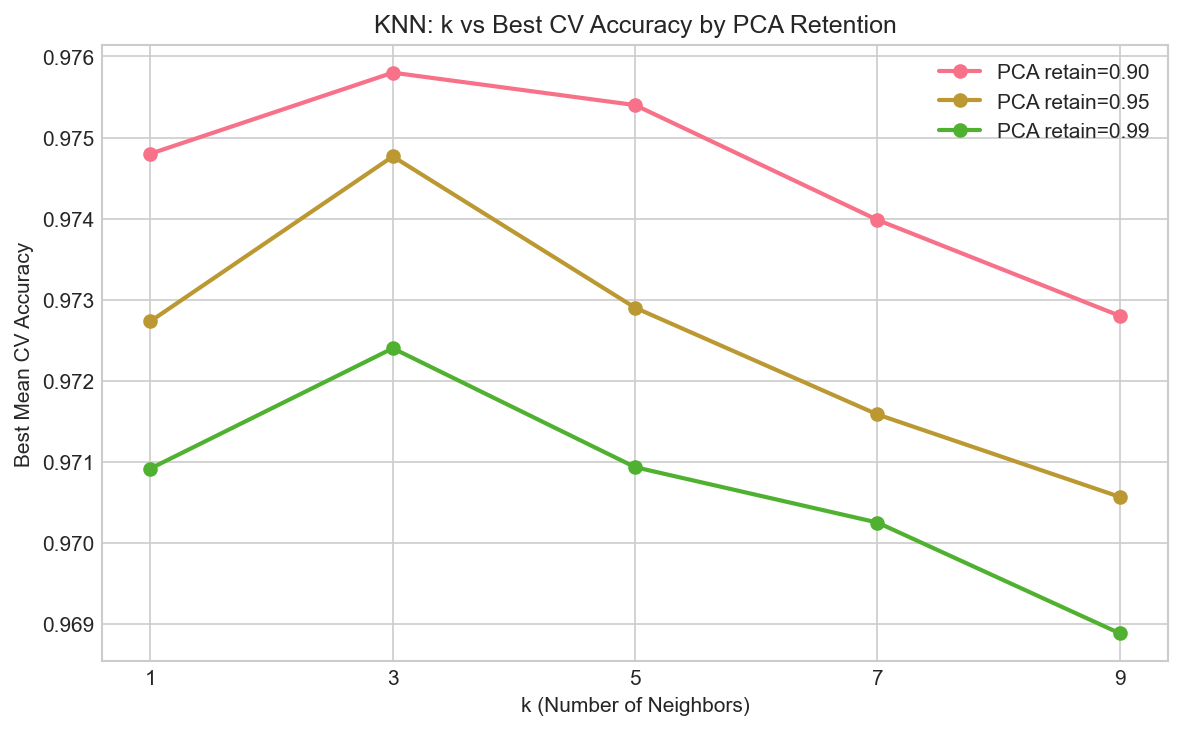 KNN: k vs Best CV Accuracy by PCA Retention
0.976
0.975
0.974
0.973
0.972
0.971
0.970
0.969
Best Mean CV Accuracy
PCA retain=0.90
PCA retain=0.95
PCA retain=0.99
1 3 5 7 9
k (Number of Neighbors)